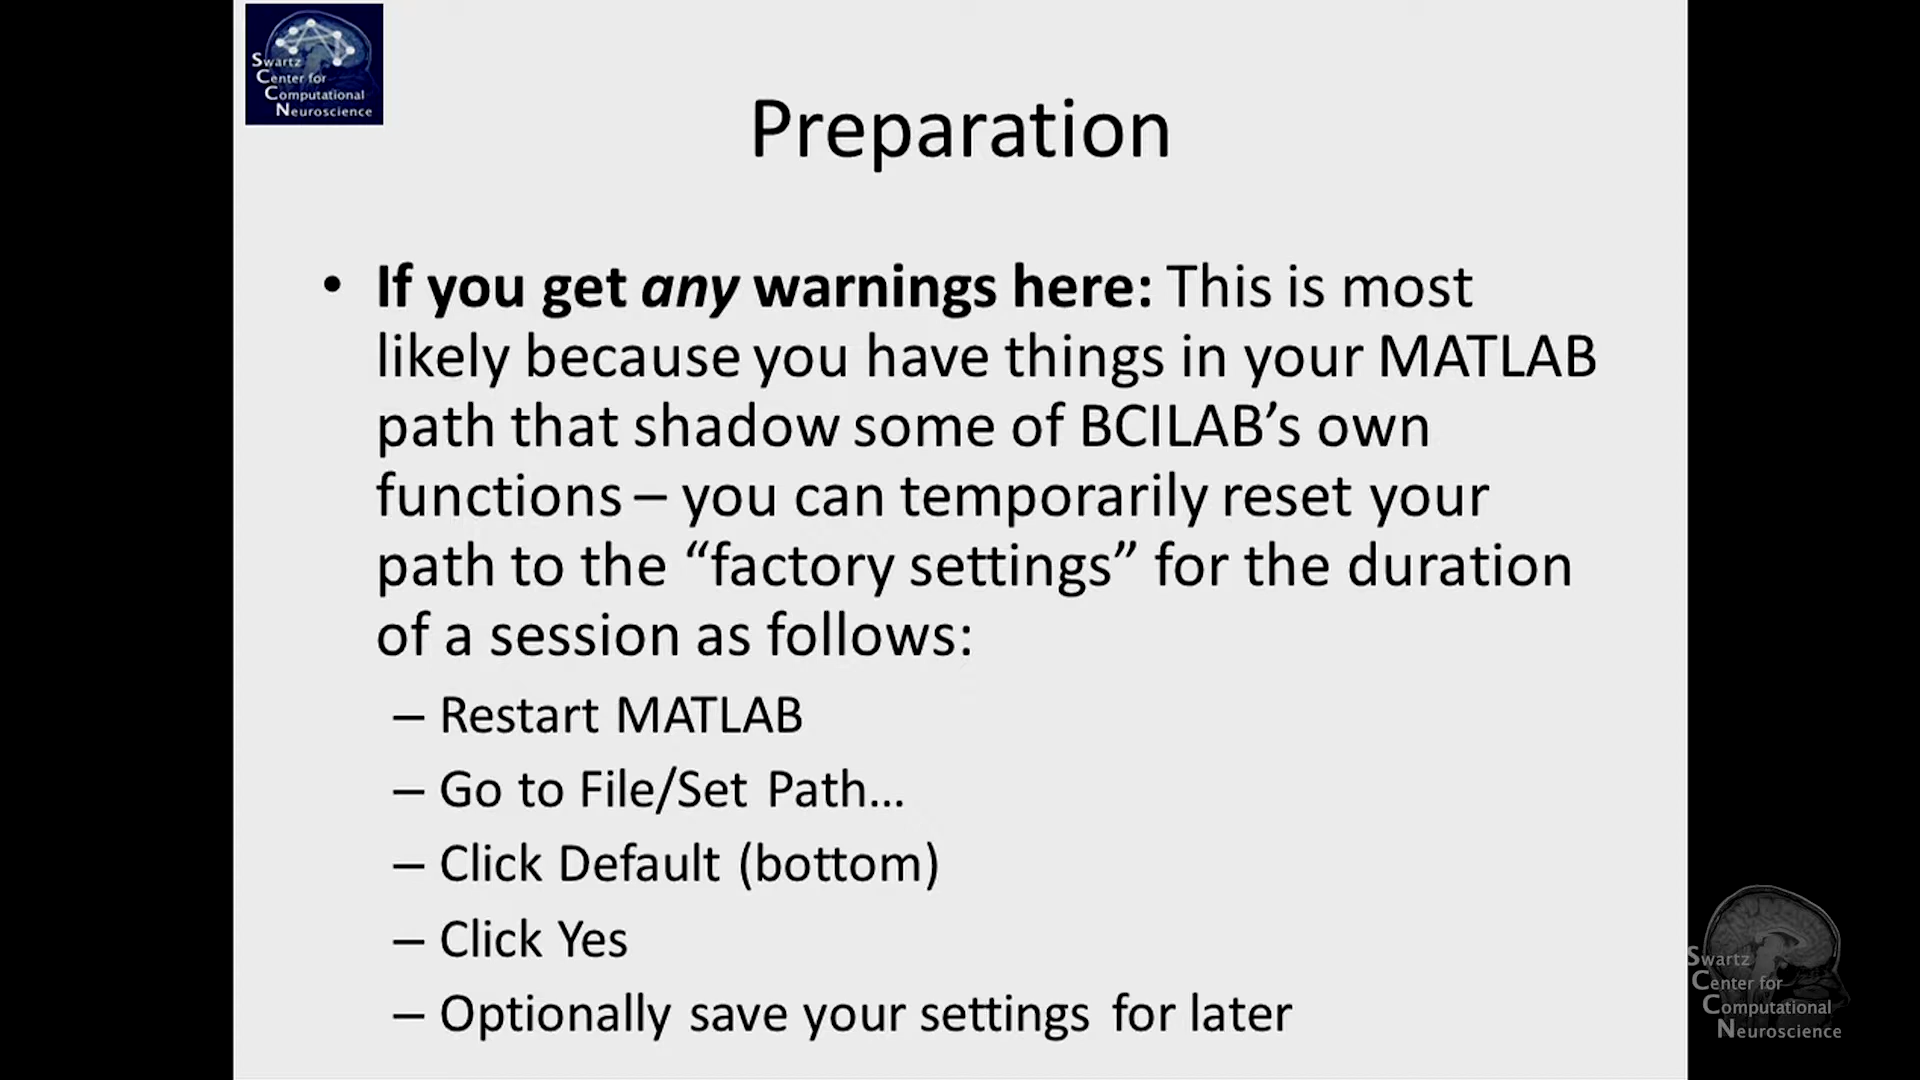 Swartz
Center for
Computational
Neuroscience
Preparation
• If you get any warnings here: This is most
likely because you have things in your MATLAB
path that shadow some of BCILAB’s own
functions – you can temporarily reset your
path to the “factory settings” for the duration
of a session as follows:
– Restart MATLAB
– Go to File/Set Path...
– Click Default (bottom)
– Click Yes
– Optionally save your settings for later
Swartz
Center for
Computational
Neuroscience